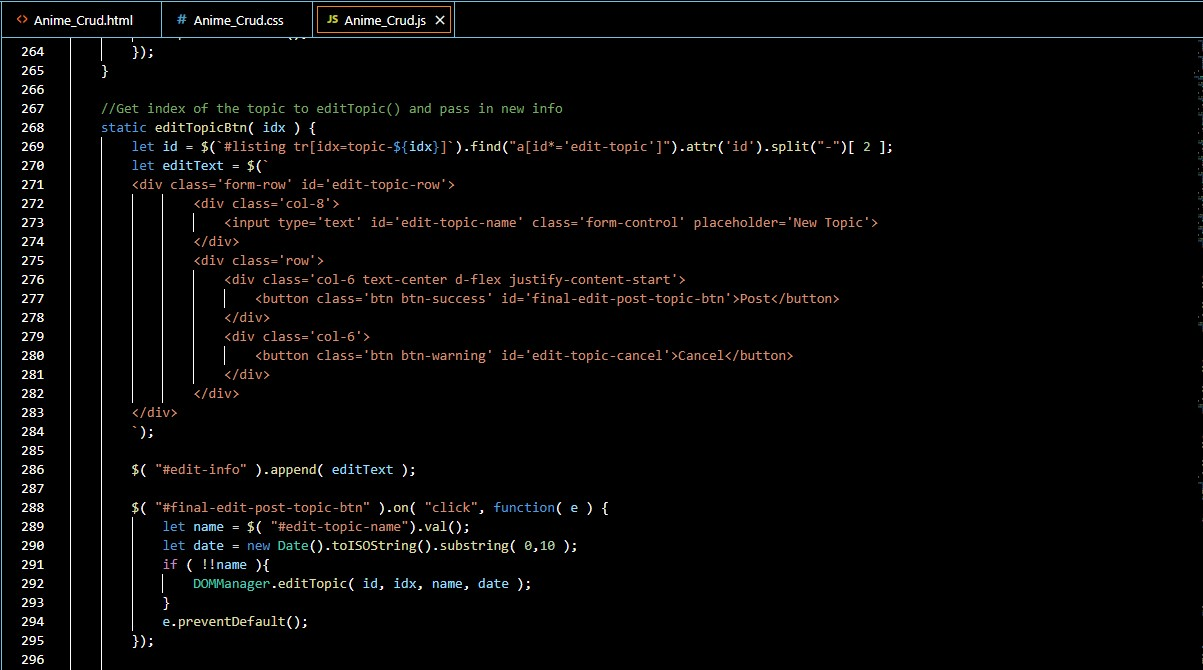 <> Anime_Crud.html # Anime_Crud.css JS Anime_Crud.js ×
264 });
265 }
266
267 //Get index of the topic to editTopic() and pass in new info
268 static editTopicBtn( idx ) {
269 let id = $(`#listing tr[idx=topic-${idx}]`).find("a[id*='edit-topic']").attr('id').split("-")[ 2 ];
270 let editText = $(`
271 <div class='form-row' id='edit-topic-row'>
272 <div class='col-8'>
273 <input type='text' id='edit-topic-name' class='form-control' placeholder='New Topic'>
274 </div>
275 <div class='row'>
276 <div class='col-6 text-center d-flex justify-content-start'>
277 <button class='btn btn-success' id='final-edit-post-topic-btn'>Post</button>
278 </div>
279 <div class='col-6'>
280 <button class='btn btn-warning' id='edit-topic-cancel'>Cancel</button>
281 </div>
282 </div>
283 </div>
284 `);
285
286 $( "#edit-info" ).append( editText );
287
288 $( "#final-edit-post-topic-btn" ).on( "click", function( e ) {
289 let name = $( "#edit-topic-name").val();
290 let date = new Date().toISOString().substring( 0,10 );
291 if ( !!name ){
292 DOMManager.editTopic( id, idx, name, date );
293 }
294 e.preventDefault();
295 });
296